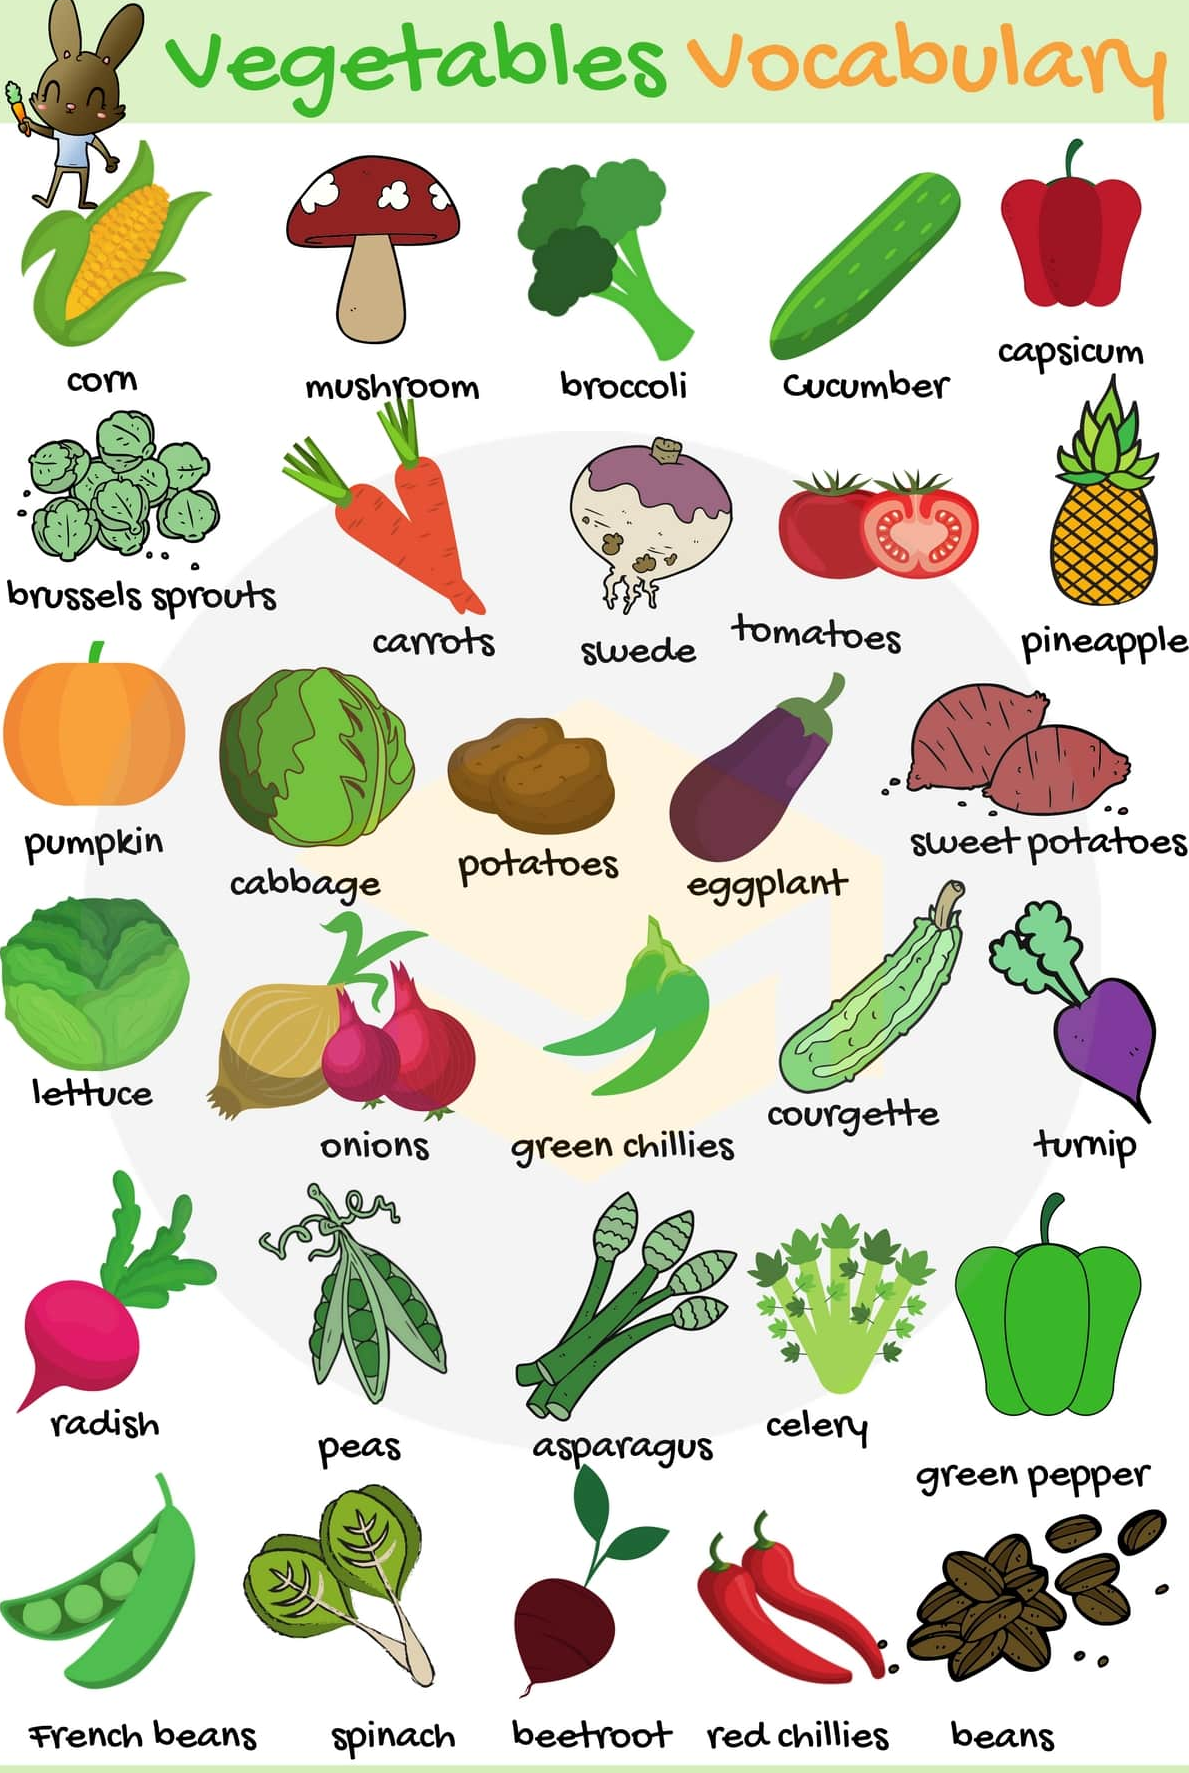 Vegetables Vocabulary
corn
mushroom
broccoli
cucumber
capsicum
brussels sprouts
carrots
swede
tomatoes
pineapple
pumpkin
cabbage
potatoes
eggplant
sweet potatoes
lettuce
onions
green chillies
courgette
turnip
radish
peas
asparagus
celery
green pepper
French beans
spinach
beetroot
red chillies
beans